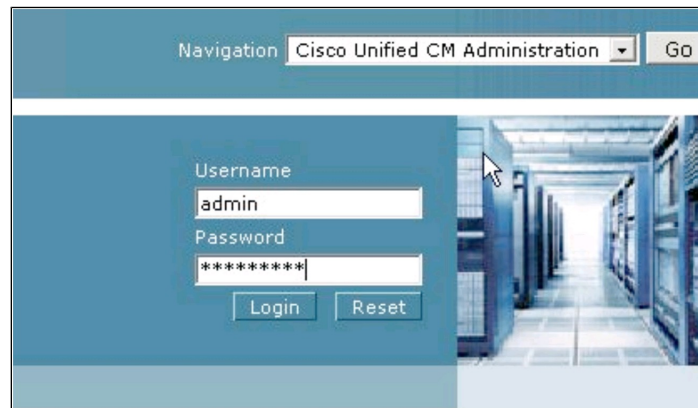 Navigation Cisco Unified CM Administration Go
Username
admin
Password
*********
Login Reset